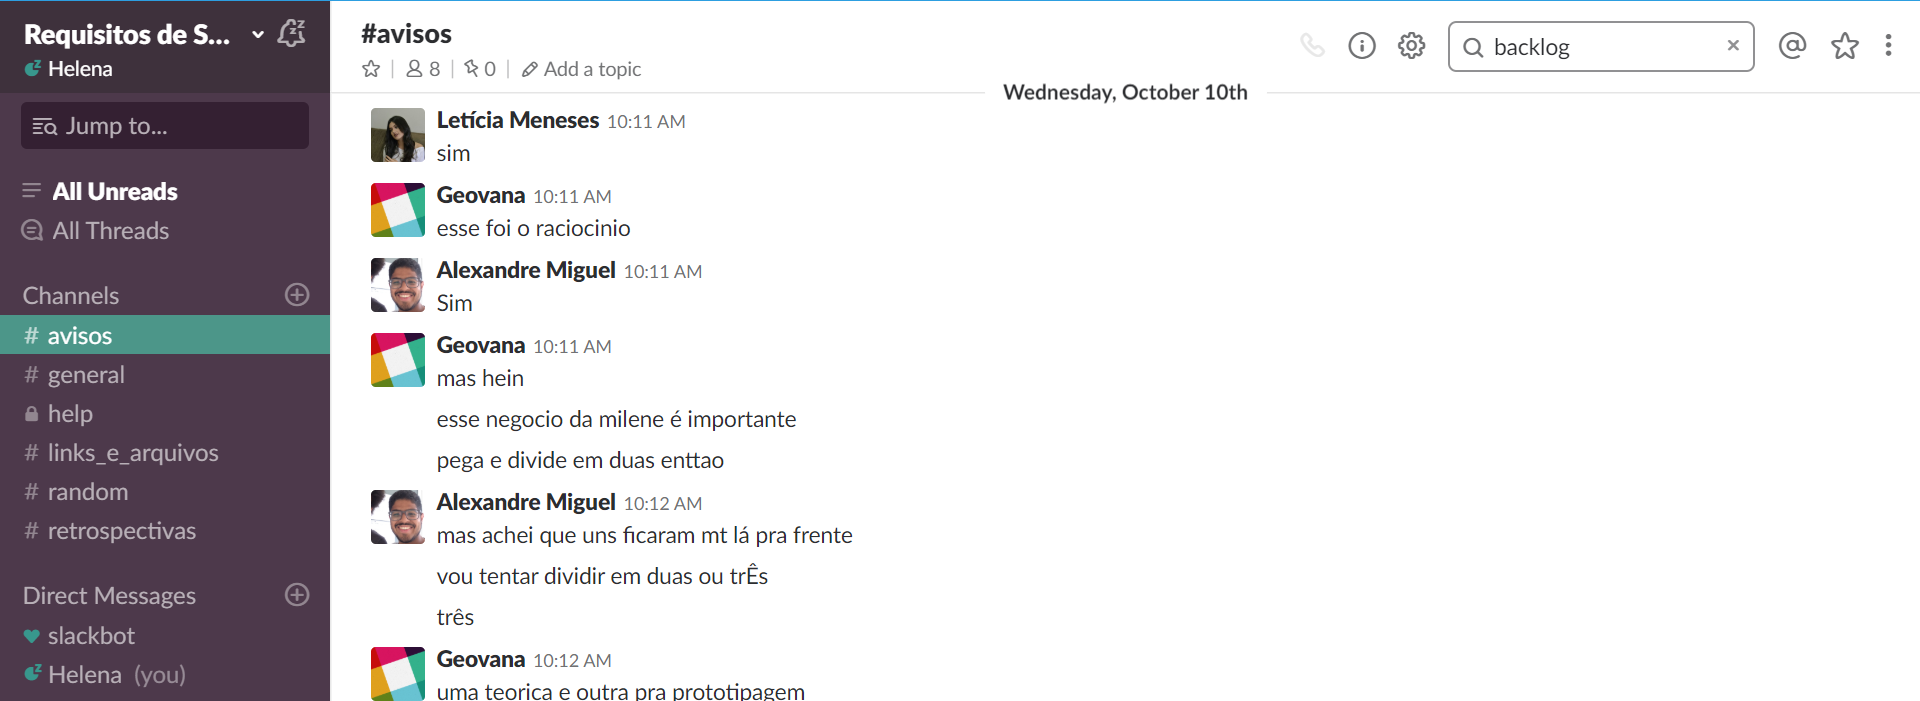 Requisitos de S...
Helena
Jump to...
All Unreads
All Threads
Channels
# avisos
# general
help
# links_e_arquivos
# random
# retrospectivas
Direct Messages
slackbot
Helena (you)
#avisos
8 | 0 | Add a topic
backlog
Wednesday, October 10th
Letícia Meneses 10:11 AM
sim
Geovana 10:11 AM
esse foi o raciocinio
Alexandre Miguel 10:11 AM
Sim
Geovana 10:11 AM
mas hein
esse negocio da milene é importante
pega e divide em duas enttao
Alexandre Miguel 10:12 AM
mas achei que uns ficaram mt lá pra frente
vou tentar dividir em duas ou trÊs
três
Geovana 10:12 AM
uma teorica e outra pra prototipagem